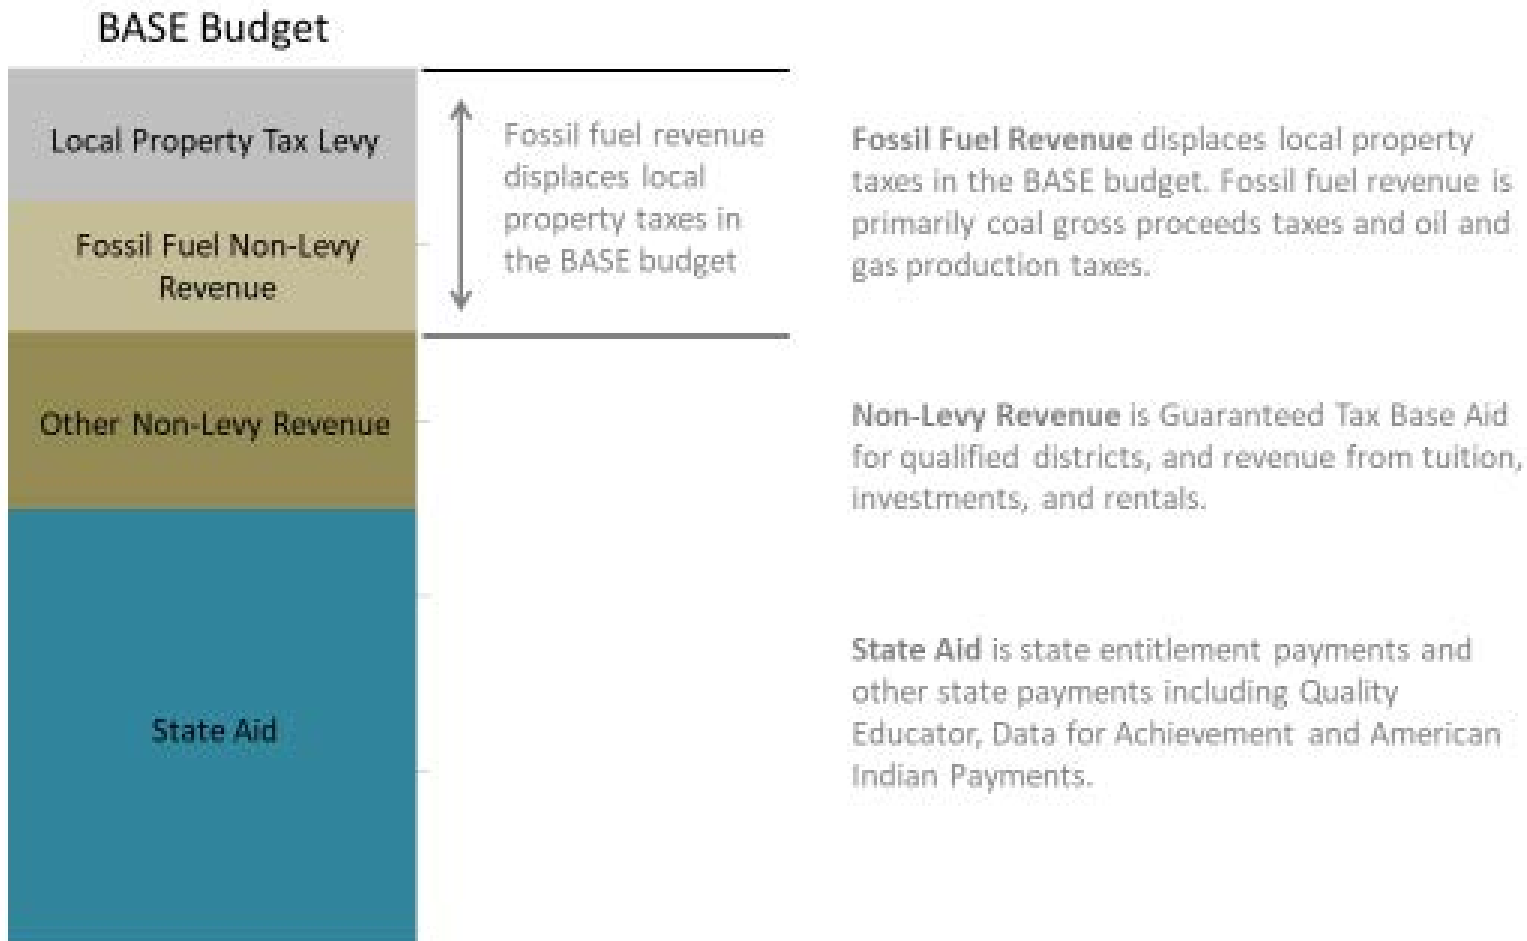 BASE Budget
Local Property Tax Levy
Fossil Fuel Non-Levy
Revenue
Other Non-Levy Revenue
State Aid
Fossil fuel revenue
displaces local
property taxes in
the BASE budget
Fossil Fuel Revenue displaces local property
taxes in the BASE budget. Fossil fuel revenue is
primarily coal gross proceeds taxes and oil and
gas production taxes.
Non-Levy Revenue is Guaranteed Tax Base Aid
for qualified districts, and revenue from tuition,
investments, and rentals.
State Aid is state entitlement payments and
other state payments including Quality
Educator, Data for Achievement and American
Indian Payments.